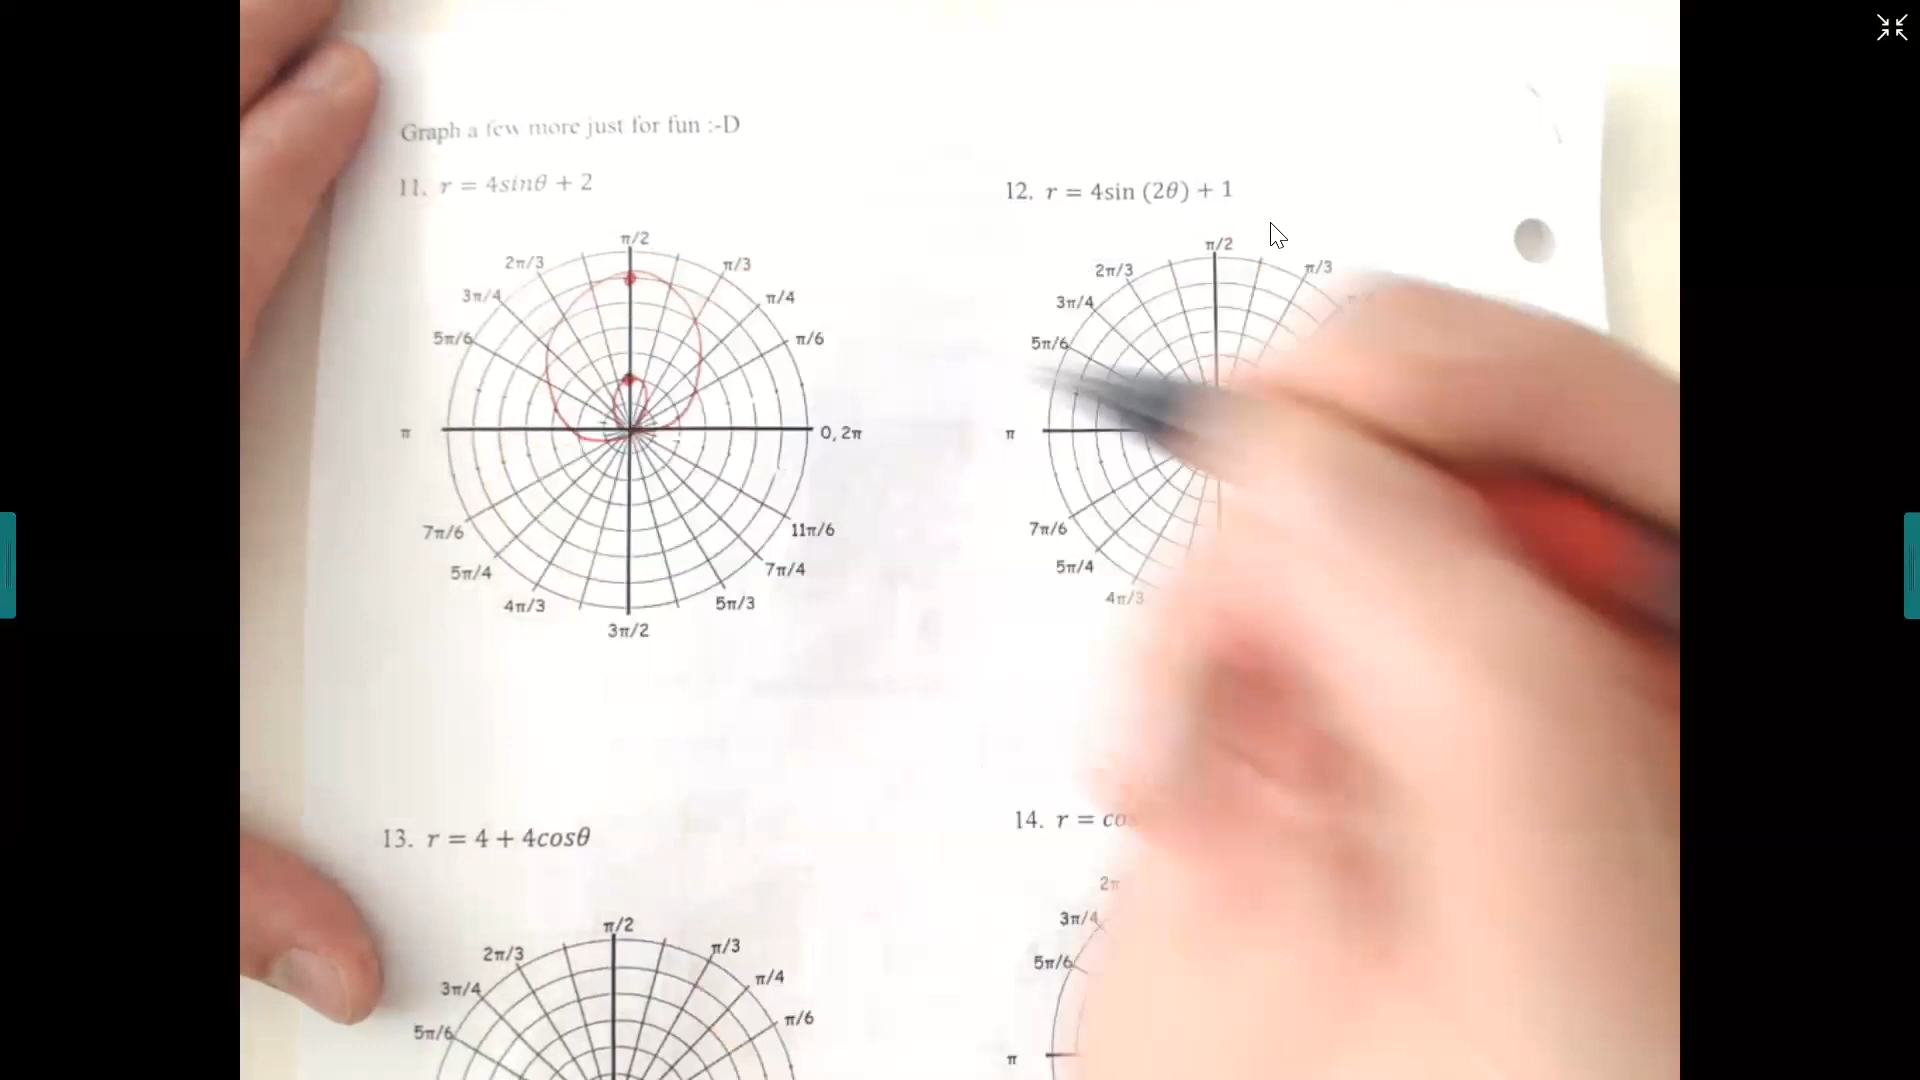 Graph a few more just for fun :-D
11. r = 4sinθ + 2
12. r = 4sin (2θ) + 1
π/2
2π/3
π/3
3π/4
π/4
5π/6
π/6
π
0, 2π
7π/6
11π/6
5π/4
7π/4
4π/3
5π/3
3π/2
π/2
2π/3
π/3
3π/4
5π/6
π
7π/6
5π/4
4π/3
13. r = 4 + 4cosθ
14. r = cos
π/2
2π/3
π/3
3π/4
π/4
5π/6
π/6
2π
3π/4
5π/6
π